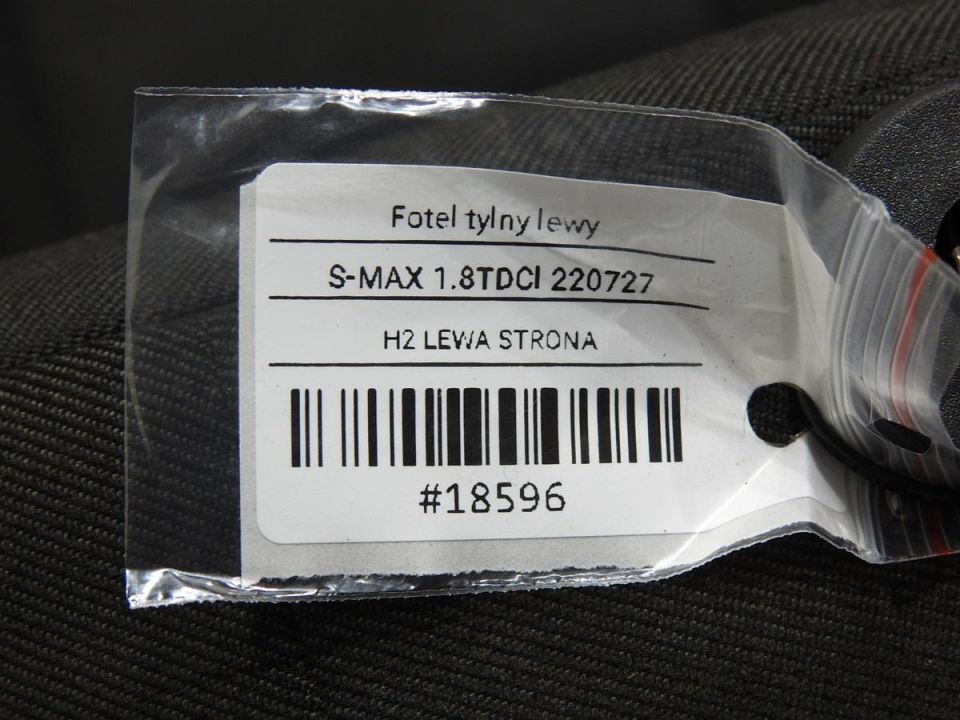 Fotel tylny lewy
S-MAX 1.8TDCI 220727
H2 LEWA STRONA
#18596